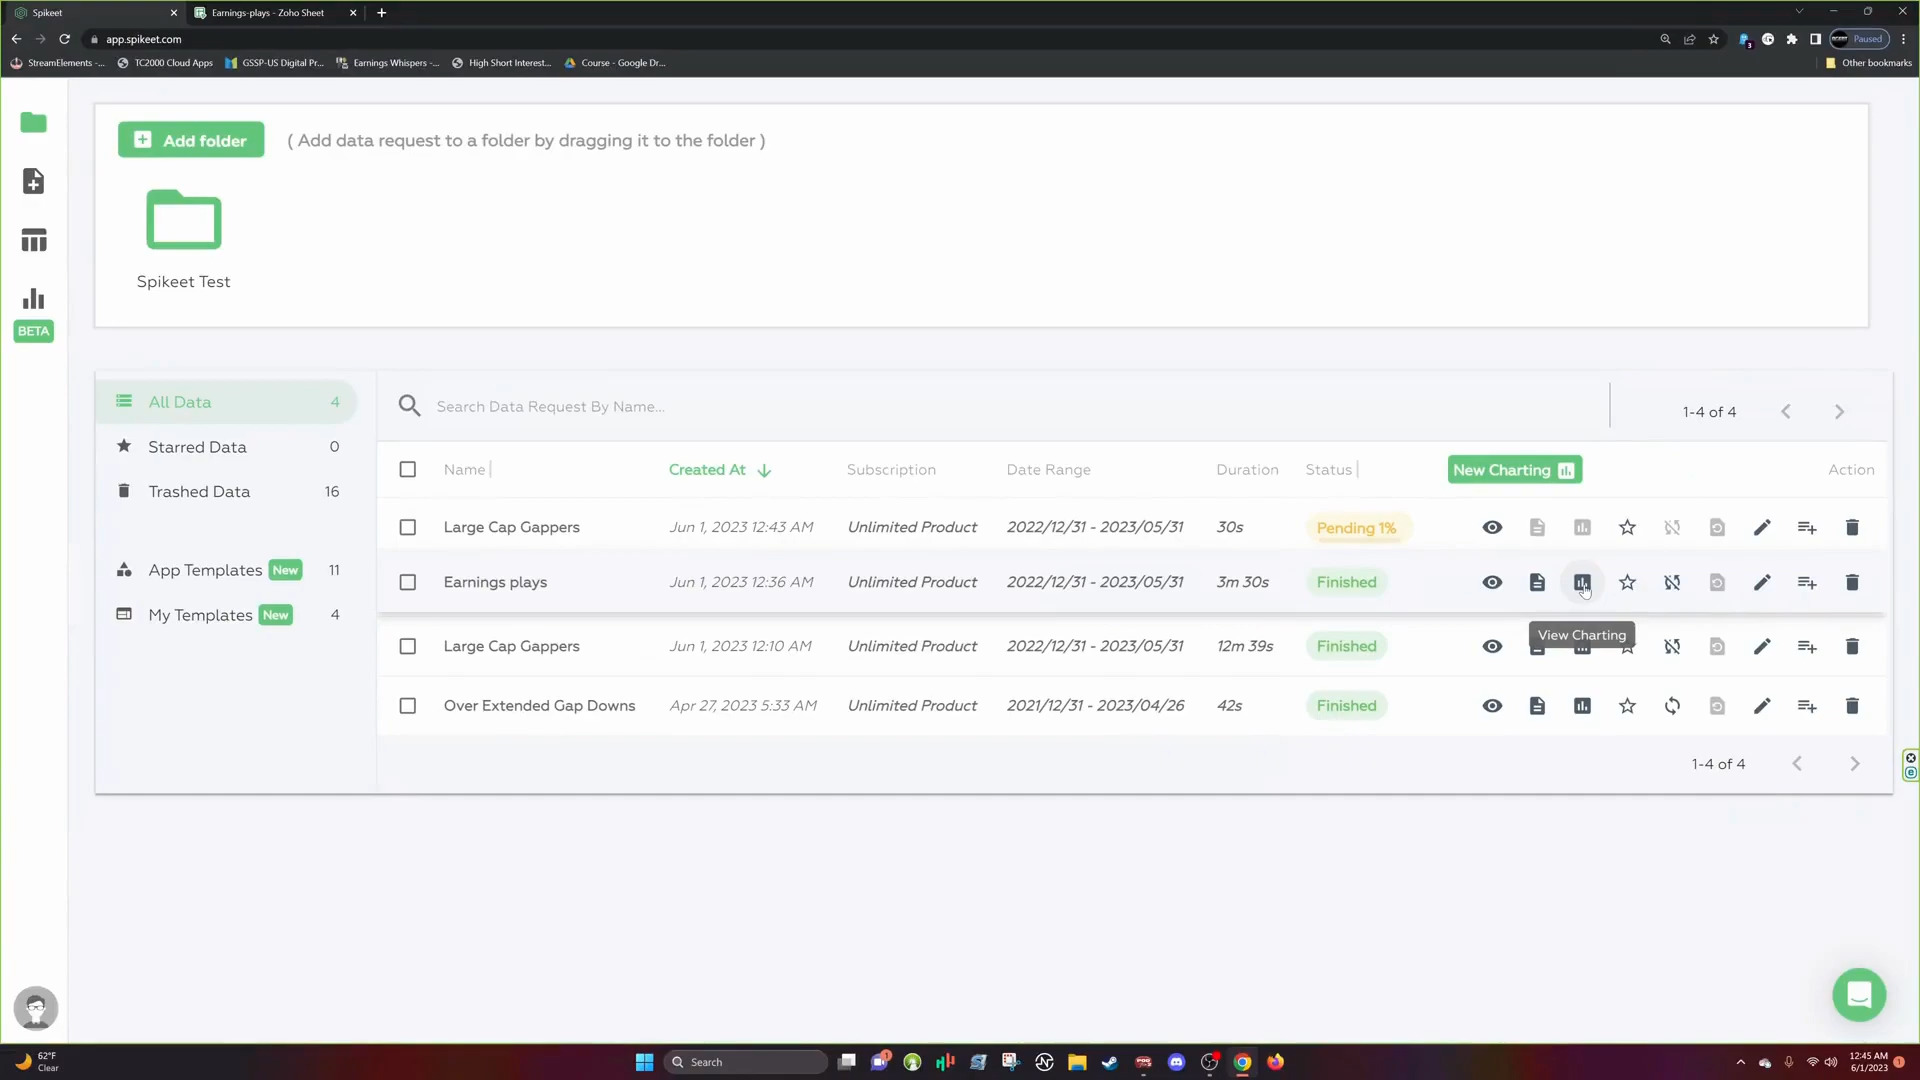 Spikeet
Earnings-plays - Zoho Sheet
app.spikeet.com
Paused
StreamElements -...
TC2000 Cloud Apps
GSSP-US Digital Pr...
Earnings Whispers -...
High Short Interest...
Course - Google Dr...
Other bookmarks
Add folder
( Add data request to a folder by dragging it to the folder )
Spikeet Test
BETA
All Data 4
Starred Data 0
Trashed Data 16
App Templates New 11
My Templates New 4
Search Data Request By Name...
1-4 of 4
Name Created At Subscription Date Range Duration Status New Charting Action
Large Cap Gappers Jun 1, 2023 12:43 AM Unlimited Product 2022/12/31 - 2023/05/31 30s Pending 1%
Earnings plays Jun 1, 2023 12:36 AM Unlimited Product 2022/12/31 - 2023/05/31 3m 30s Finished
View Charting
Large Cap Gappers Jun 1, 2023 12:10 AM Unlimited Product 2022/12/31 - 2023/05/31 12m 39s Finished
Over Extended Gap Downs Apr 27, 2023 5:33 AM Unlimited Product 2021/12/31 - 2023/04/26 42s Finished
1-4 of 4
62°F
Clear
Search
12:45 AM
6/1/2023